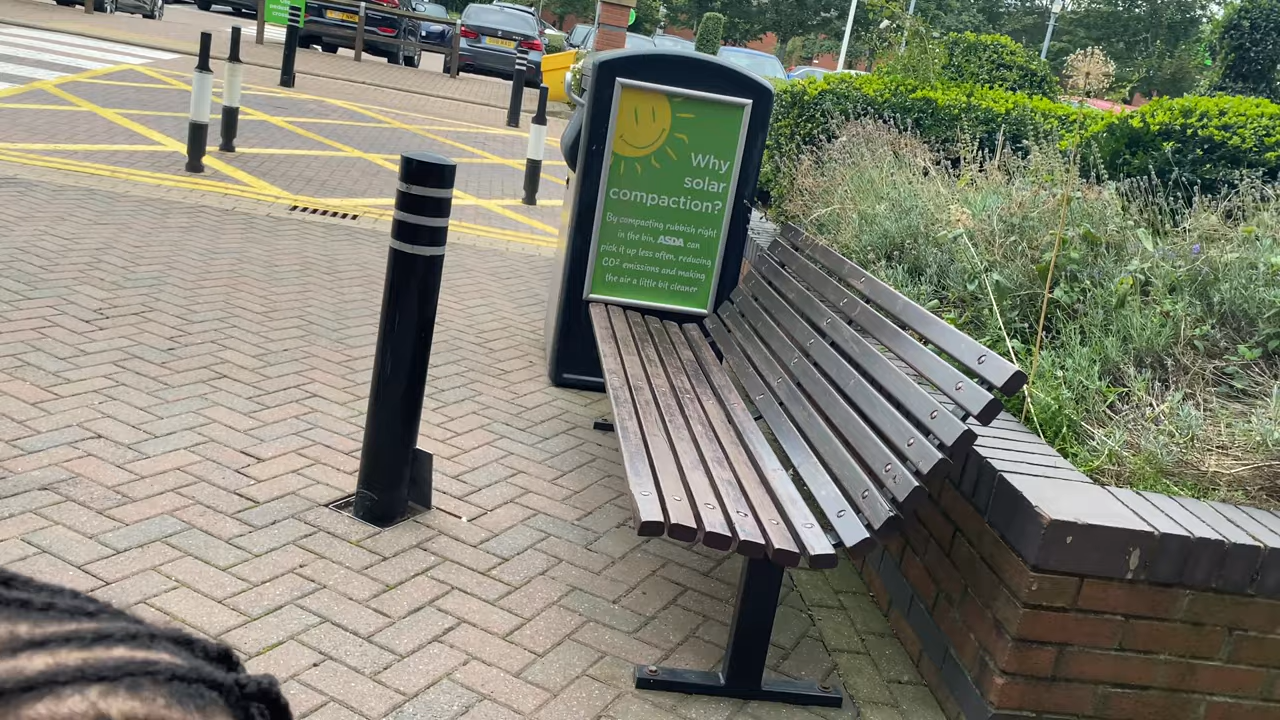 Why
solar
compaction?
By compacting rubbish right
in the bin, ASDA can
pick it up less often, reducing
CO² emissions and making
the air a little bit cleaner